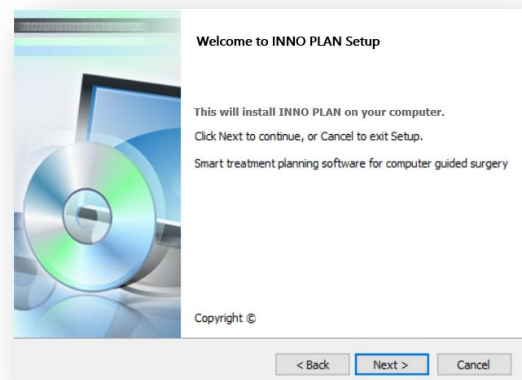 Welcome to INNO PLAN Setup
This will install INNO PLAN on your computer.
Click Next to continue, or Cancel to exit Setup.
Smart treatment planning software for computer guided surgery
Copyright ©
< Back
Next >
Cancel